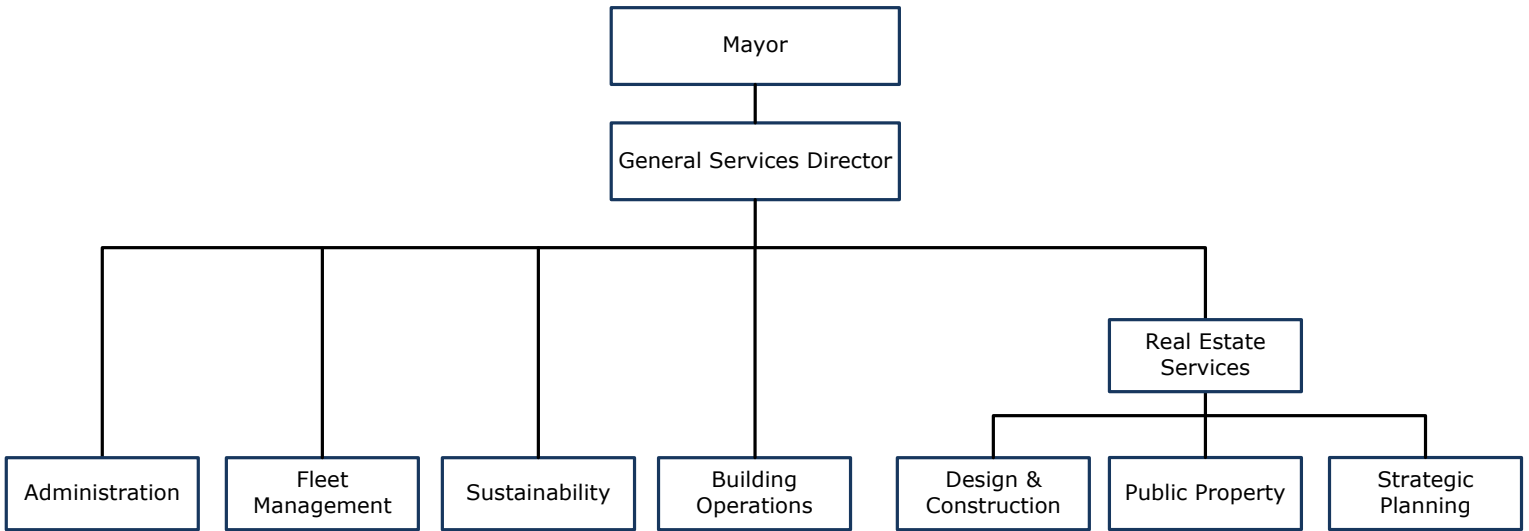 Mayor
General Services Director
Real Estate
Services
Administration
Fleet
Management
Sustainability
Building
Operations
Design &
Construction
Public Property
Strategic
Planning